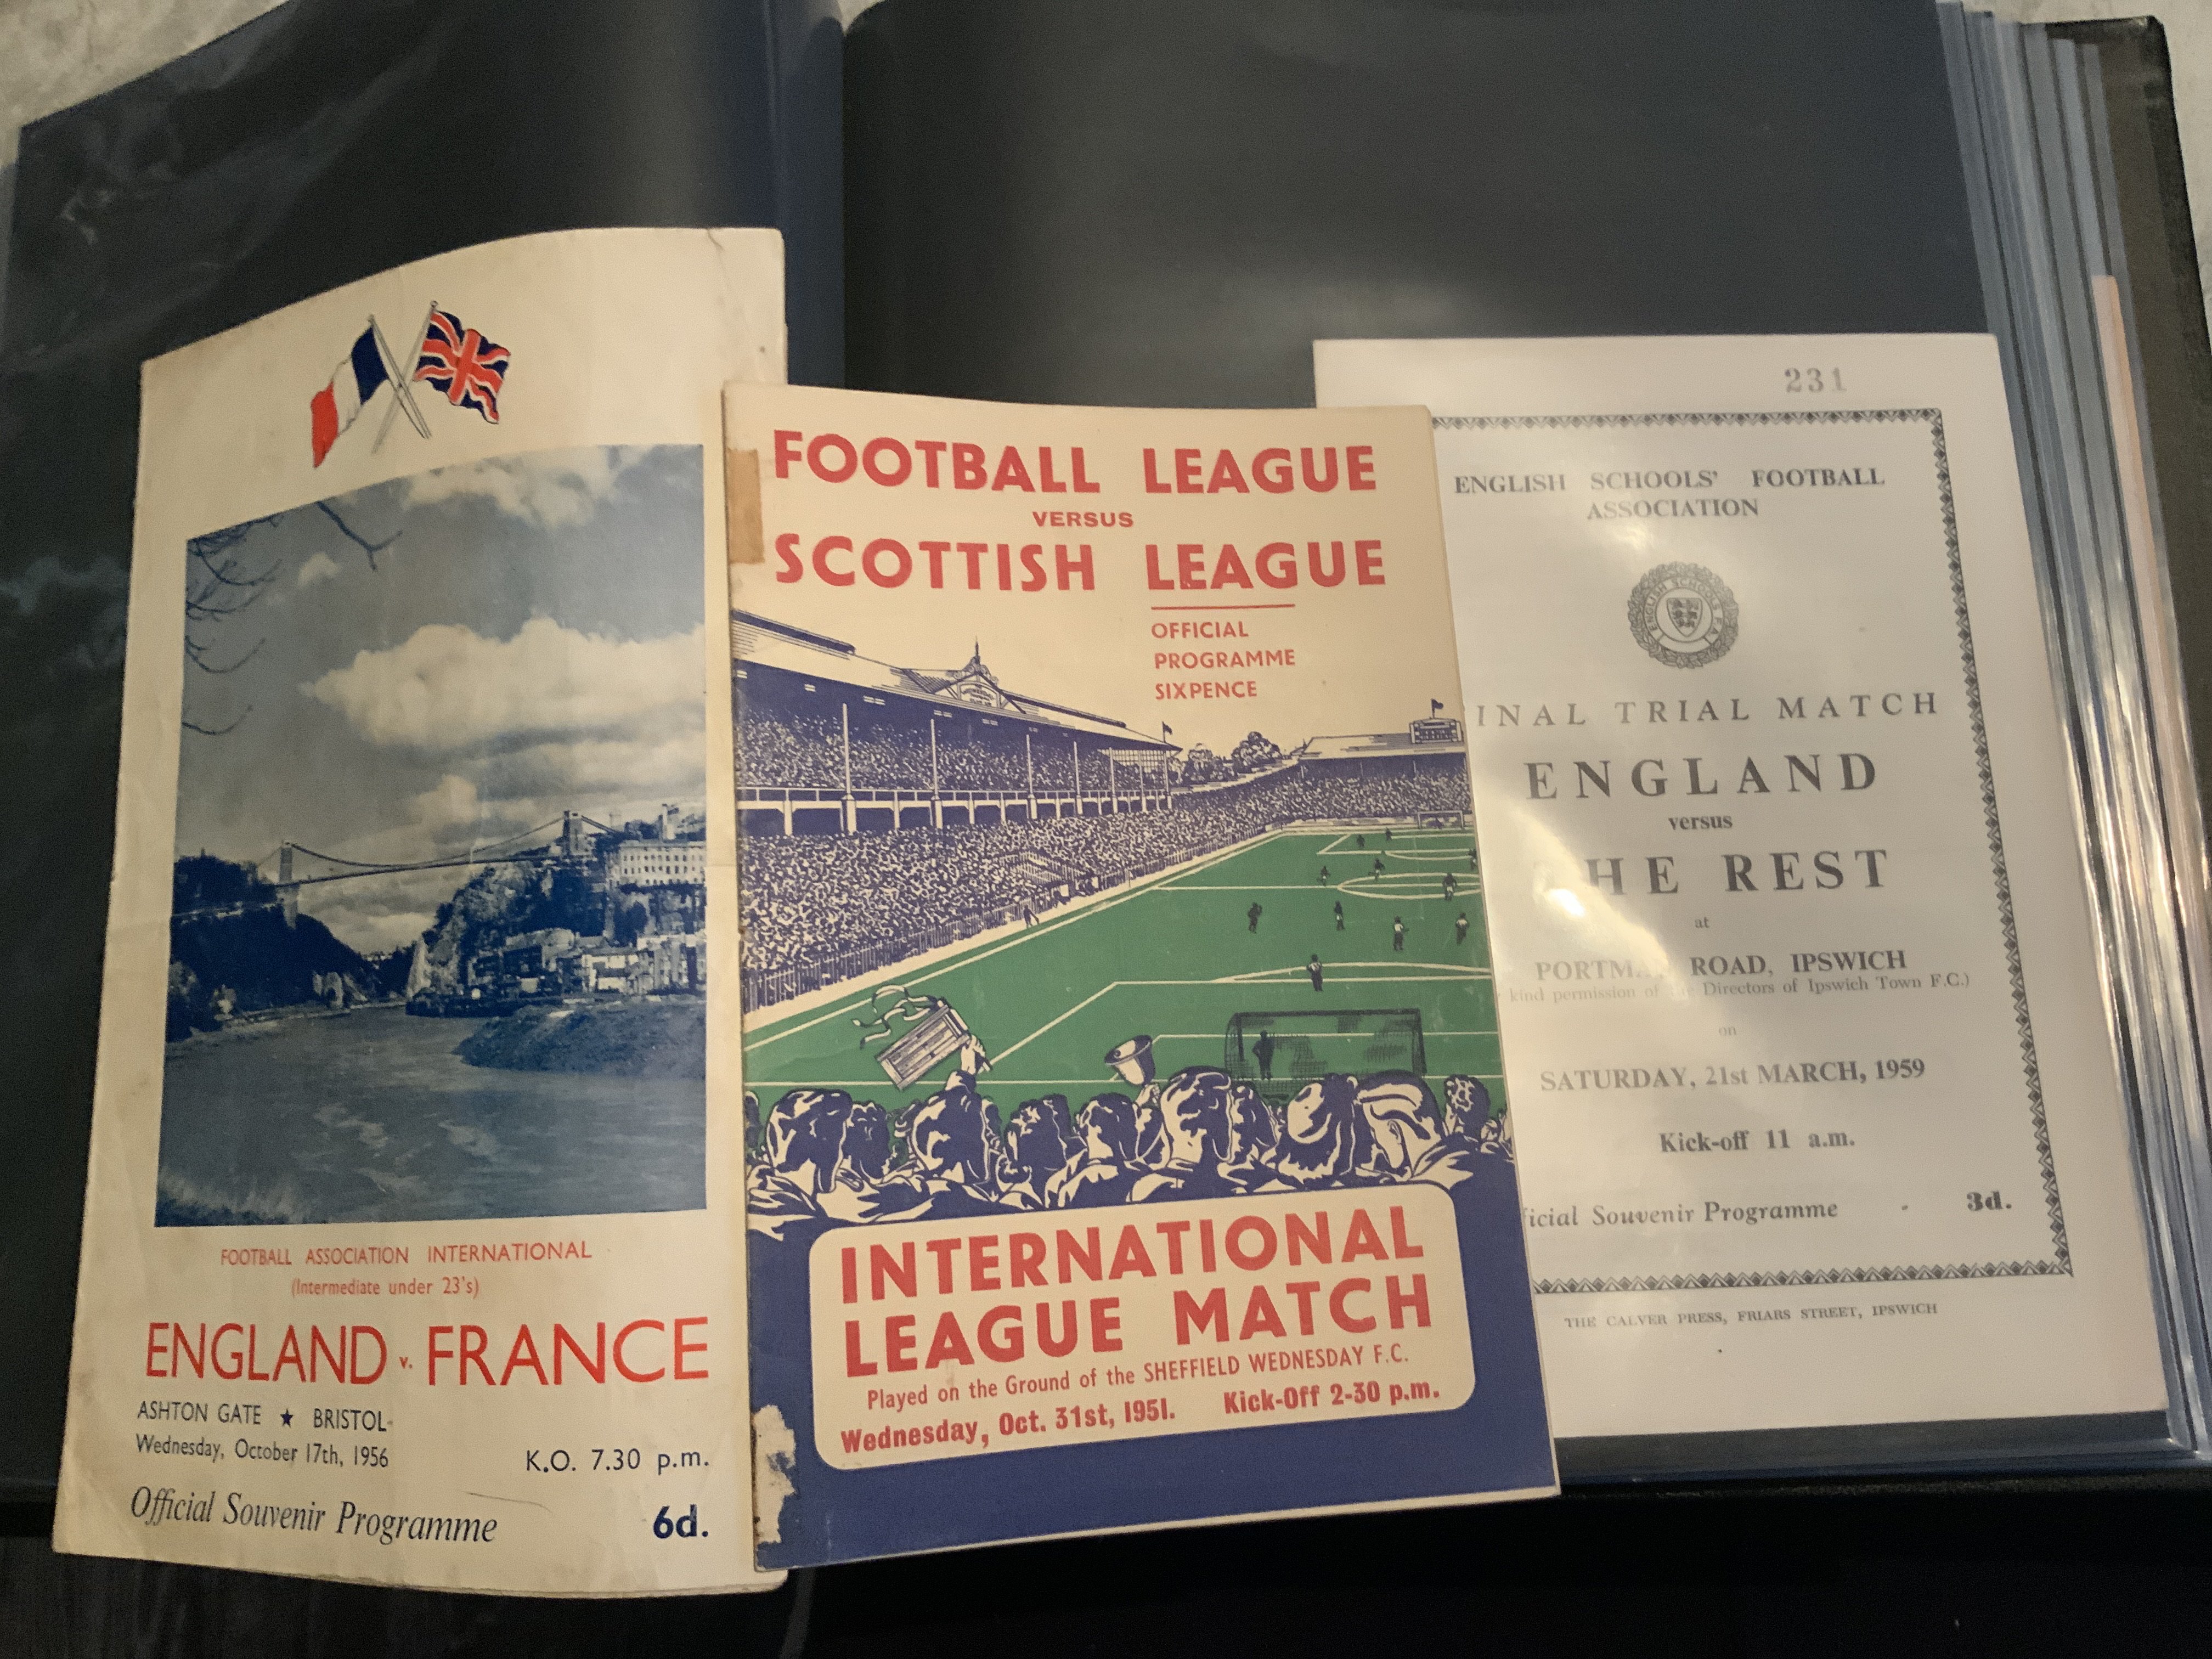 FOOTBALL ASSOCIATION INTERNATIONAL
(Intermediate under 23's)
ENGLAND v. FRANCE
ASHTON GATE ★ BRISTOL
Wednesday, October 17th, 1956
K.O. 7.30 p.m.
Official Souvenir Programme
6d.
FOOTBALL LEAGUE
VERSUS
SCOTTISH LEAGUE
OFFICIAL
PROGRAMME
SIXPENCE
INTERNATIONAL
LEAGUE MATCH
Played on the Ground of the SHEFFIELD WEDNESDAY F.C.
Wednesday, Oct. 31st, 1951. Kick-Off 2-30 p.m.
231
ENGLISH SCHOOLS' FOOTBALL
ASSOCIATION
ENGLISH SCHOOLS F.A.
INAL TRIAL MATCH
ENGLAND
versus
HE REST
at
PORTMA ROAD, IPSWICH
kind permission of Directors of Ipswich Town F.C.)
on
SATURDAY, 21st MARCH, 1959
Kick-off 11 a.m.
icial Souvenir Programme - 3d.
THE CALVER PRESS, FRIARS STREET, IPSWICH